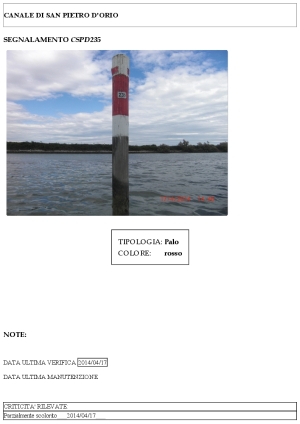 CANALE DI SAN PIETRO D'ORIO
SEGNALAMENTO CSPD235
TIPOLOGIA: Palo
COLORE: rosso
NOTE:
DATA ULTIMA VERIFICA 2014/04/17
DATA ULTIMA MANUTENZIONE
CRITICITA' RILEVATE
Parzialmente scolorito 2014/04/17